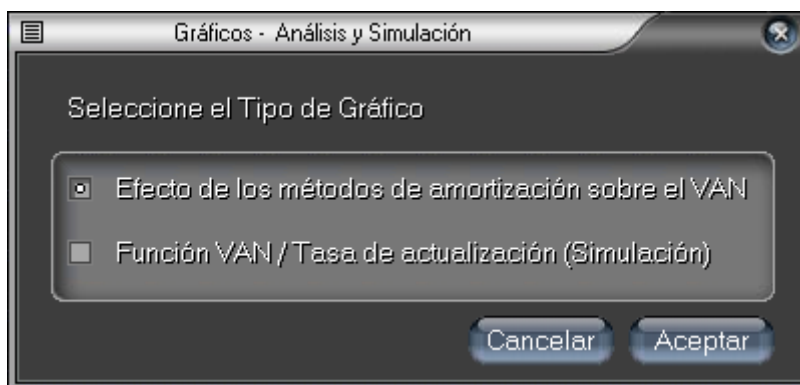 Gráficos - Análisis y Simulación
Seleccione el Tipo de Gráfico
Efecto de los métodos de amortización sobre el VAN
Función VAN / Tasa de actualización (Simulación)
Cancelar Aceptar